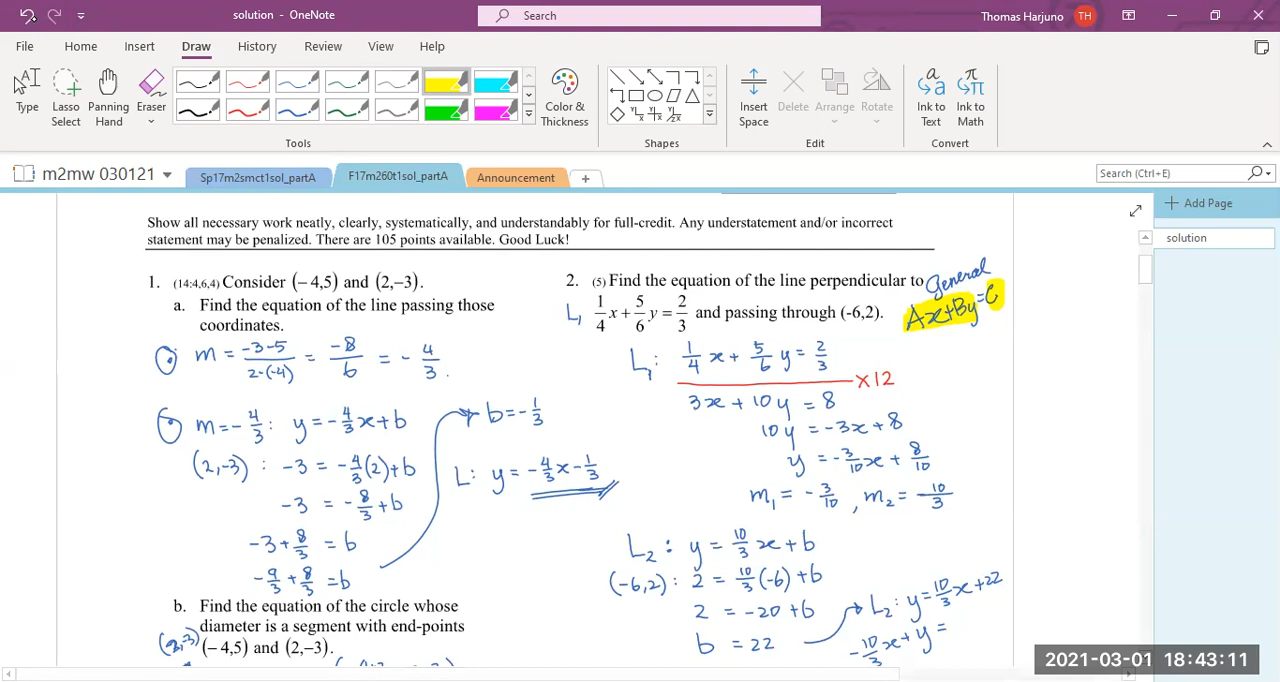 solution - OneNote
Search
Thomas Harjuno
TH
File Home Insert Draw View History Review View Help
Type
Lasso Select
Panning Hand
Eraser
Color & Thickness
Insert Space
Delete
Arrange
Rotate
Ink to Text
Ink to Math
Tools
Shapes
Edit
Convert
m2mw 030121
Sp17m2smct1sol_partA
F17m260t1sol_partA
Announcement
Search (Ctrl+E)
Add Page
solution
Show all necessary work neatly, clearly, systematically, and understandably for full-credit. Any understatement and/or incorrect
statement may be penalized. There are 105 points available. Good Luck!
1. (14:4,6,4) Consider (−4,5) and (2,−3).
a. Find the equation of the line passing those
coordinates.
m = -3-5/2-(-4) = -8/6 = -4/3.
m = -4/3: y = -4/3x + b
(2,-3): -3 = -4/3(2) + b
-3 = -8/3 + b
-3 + 8/3 = b
-9/3 + 8/3 = b
b = -1/3
L: y = -4/3x - 1/3
b. Find the equation of the circle whose
diameter is a segment with end-points
(−4,5) and (2,−3).
(2,-3)
2. (5) Find the equation of the line perpendicular to
L1 1/4 x + 5/6 y = 2/3 and passing through (-6,2).
General
Ax+By=C
L1: 1/4 x + 5/6 y = 2/3
×12
3x + 10y = 8
10y = -3x + 8
y = -3/10x + 8/10
m1 = -3/10, m2 = -10/3
L2: y = 10/3x + b
(-6,2): 2 = 10/3(-6) + b
2 = -20 + b
b = 22
L2: y = 10/3x + 22
-10/3x + y =
2021-03-01 18:43:11